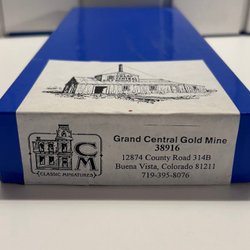 Grand Central Gold Mine
38916
12874 County Road 314B
Buena Vista, Colorado 81211
719-395-8076
CM
CLASSIC MINIATURES